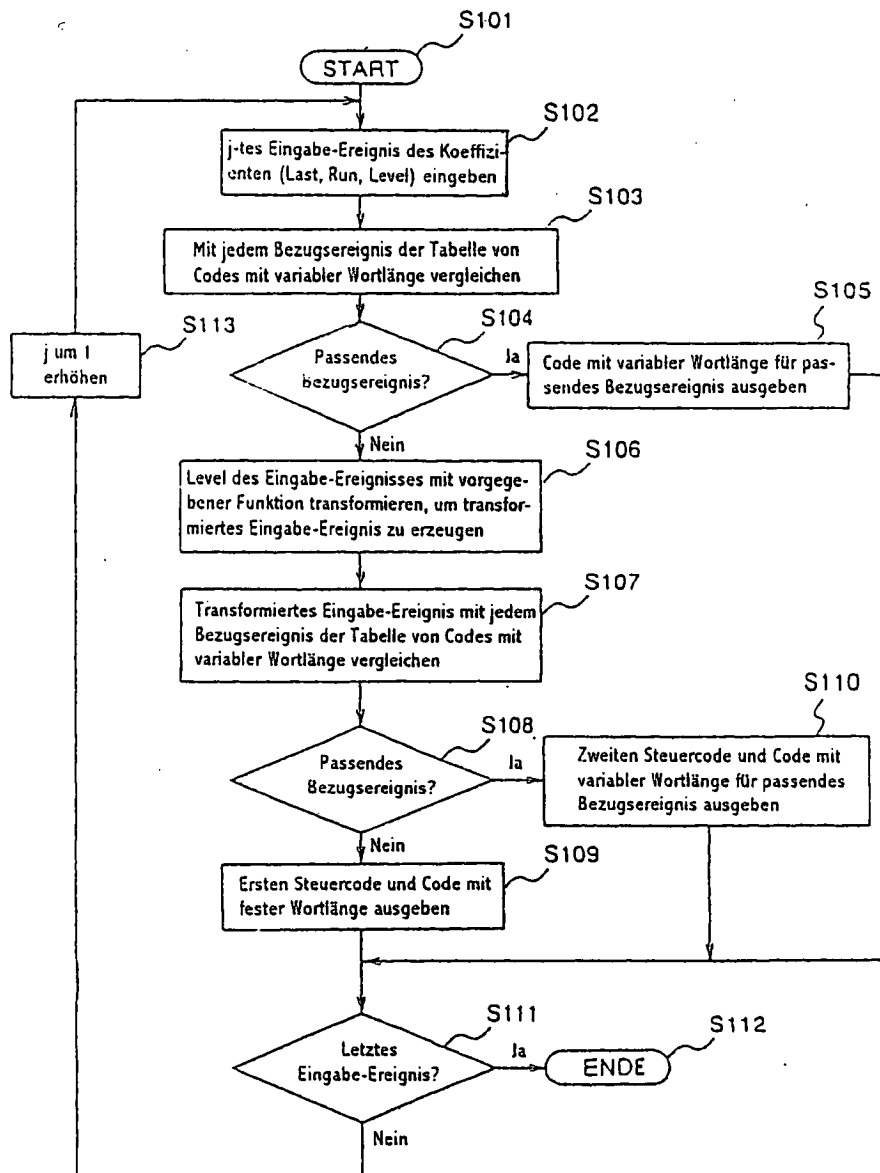 S101
START
S102
j-tes Eingabe-Ereignis des Koeffizi-
enten (Last, Run, Level) eingeben
S103
Mit jedem Bezugsereignis der Tabelle von
Codes mit variabler Wortlänge vergleichen
S104
Passendes
Bezugsereignis?
Ja
S105
Code mit variabler Wortlänge für pas-
sendes Bezugsereignis ausgeben
S113
j um 1
erhöhen
Nein
S106
Level des Eingabe-Ereignisses mit vorgege-
bener Funktion transformieren, um transfor-
miertes Eingabe-Ereignis zu erzeugen
S107
Transformiertes Eingabe-Ereignis mit jedem
Bezugsereignis der Tabelle von Codes mit
variabler Wortlänge vergleichen
S108
Passendes
Bezugsereignis?
Ja
S110
Zweiten Steuercode und Code mit
variabler Wortlänge für passendes
Bezugsereignis ausgeben
Nein
S109
Ersten Steuercode und Code mit
fester Wortlänge ausgeben
S111
Letztes
Eingabe-Ereignis?
Ja
S112
ENDE
Nein